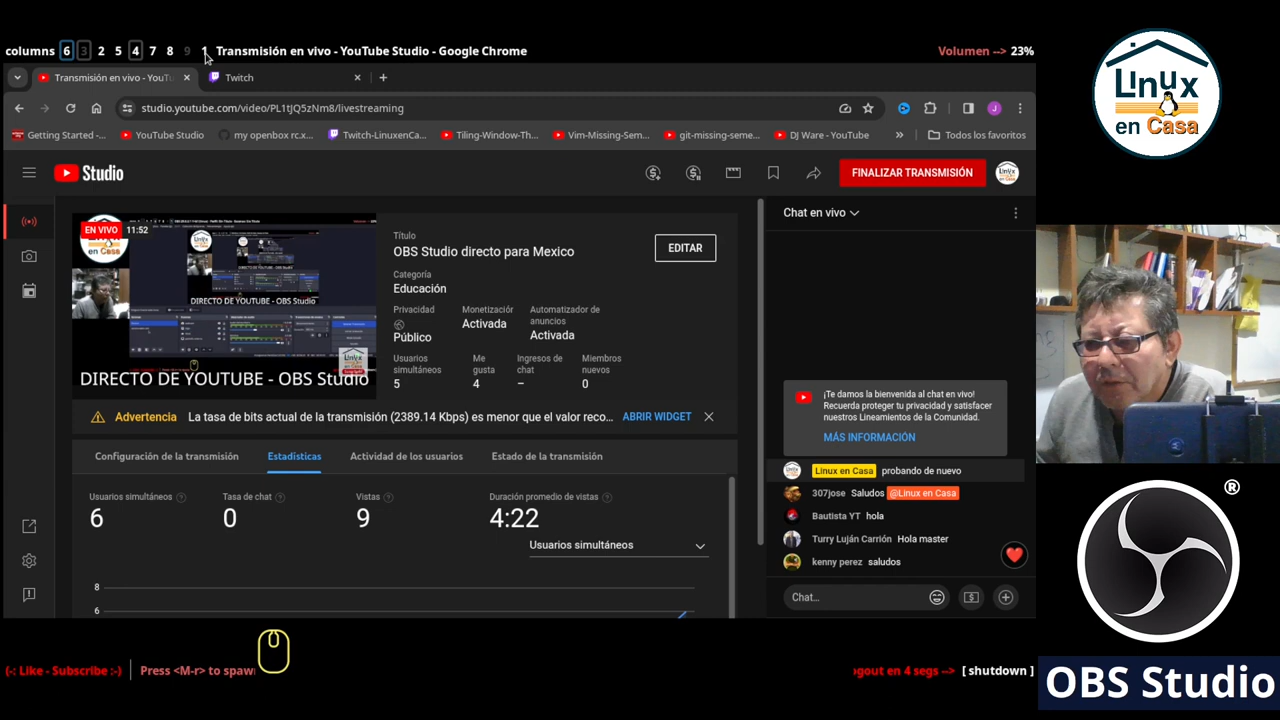 columns 6 3 2 5 4 7 8 9 1 Transmisión en vivo - YouTube Studio - Google Chrome
Volumen --> 23%
Transmisión en vivo - YouTu
Twitch
studio.youtube.com/video/PL1tJQ5zNm8/livestreaming
Getting Started -...
YouTube Studio
my openbox rc.x...
Twitch-LinuxenCa...
Tiling-Window-Th...
Vim-Missing-Sem...
git-missing-seme...
DJ Ware - YouTube
Todos los favoritos
Studio
FINALIZAR TRANSMISIÓN
EN VIVO 11:52
DIRECTO DE YOUTUBE - OBS Studio
DIRECTO DE YOUTUBE - OBS Studio
Título
OBS Studio directo para Mexico
EDITAR
Categoría
Educación
Privacidad
Público
Monetización
Activada
Automatizador de
anuncios
Activada
Usuarios
simultáneos
5
Me
gusta
4
Ingresos de
chat
–
Miembros
nuevos
0
Advertencia La tasa de bits actual de la transmisión (2389.14 Kbps) es menor que el valor reco... ABRIR WIDGET
Configuración de la transmisión
Estadísticas
Actividad de los usuarios
Estado de la transmisión
Usuarios simultáneos
6
Tasa de chat
0
Vistas
9
Duración promedio de vistas
4:22
Usuarios simultáneos
8
6
Chat en vivo
¡Te damos la bienvenida al chat en vivo!
Recuerda proteger tu privacidad y satisfacer
nuestros Lineamientos de la Comunidad.
MÁS INFORMACIÓN
Linux en Casa probando de nuevo
307jose Saludos @Linux en Casa
Bautista YT hola
Turry Luján Carrión Hola master
kenny perez saludos
Chat...
(-: Like - Subscribe :-)
Press <M-r> to spaw
ogout en 4 segs -->
[ shutdown ]
Linux
en Casa
®
OBS Studio